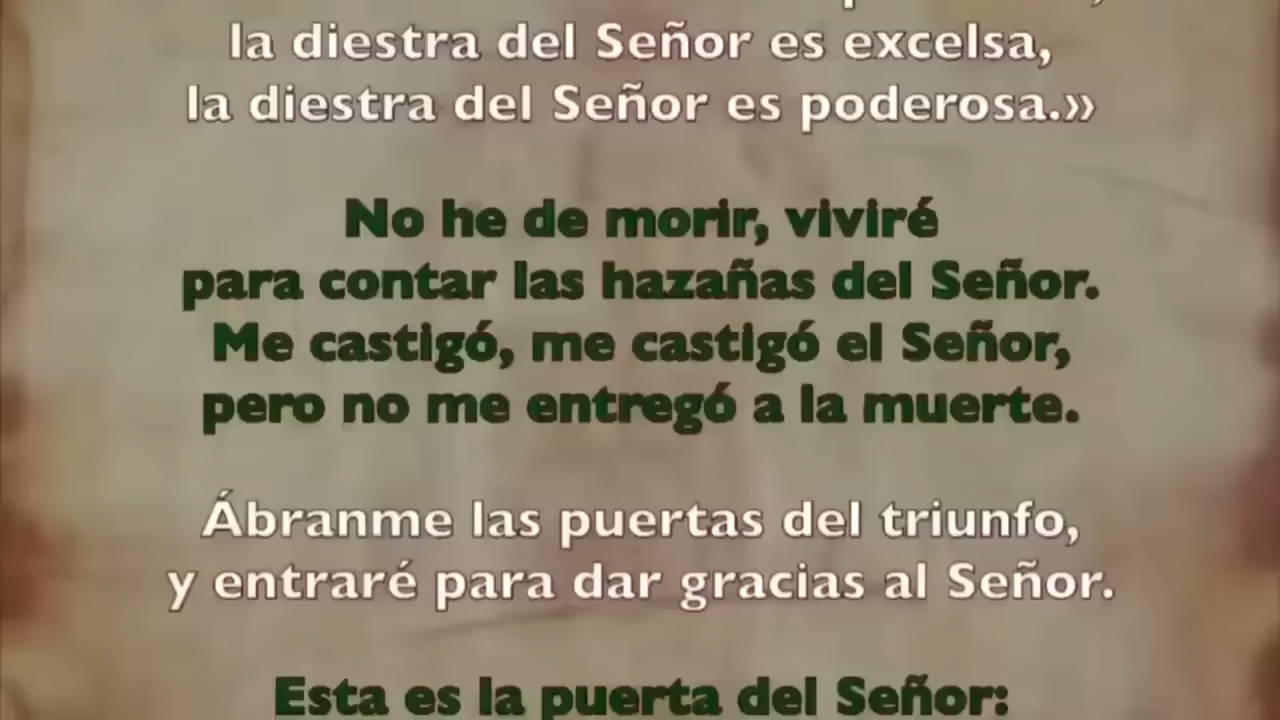 la diestra del Señor es excelsa,
la diestra del Señor es poderosa.»
No he de morir, viviré
para contar las hazañas del Señor.
Me castigó, me castigó el Señor,
pero no me entregó a la muerte.
Ábranme las puertas del triunfo,
y entraré para dar gracias al Señor.
Esta es la puerta del Señor: